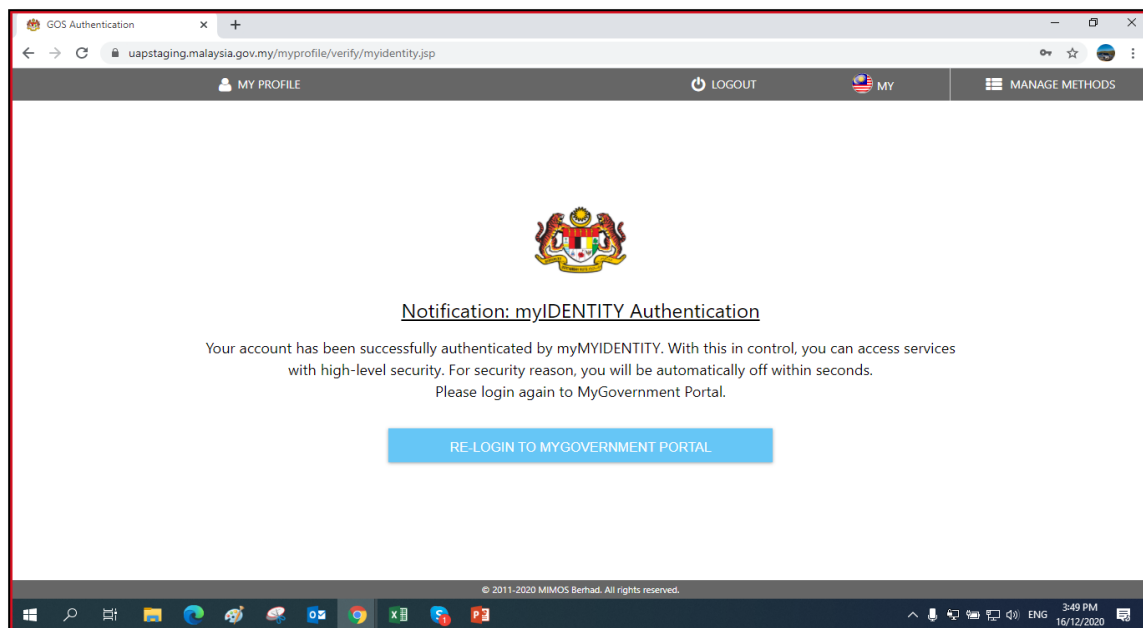 GOS Authentication
uapstaging.malaysia.gov.my/myprofile/verify/myidentity.jsp
MY PROFILE LOGOUT MY MANAGE METHODS
Notification: myIDENTITY Authentication
Your account has been successfully authenticated by myMYIDENTITY. With this in control, you can access services
with high-level security. For security reason, you will be automatically off within seconds.
Please login again to MyGovernment Portal.
RE-LOGIN TO MYGOVERNMENT PORTAL
© 2011-2020 MIMOS Berhad. All rights reserved.
ENG 3:49 PM
16/12/2020